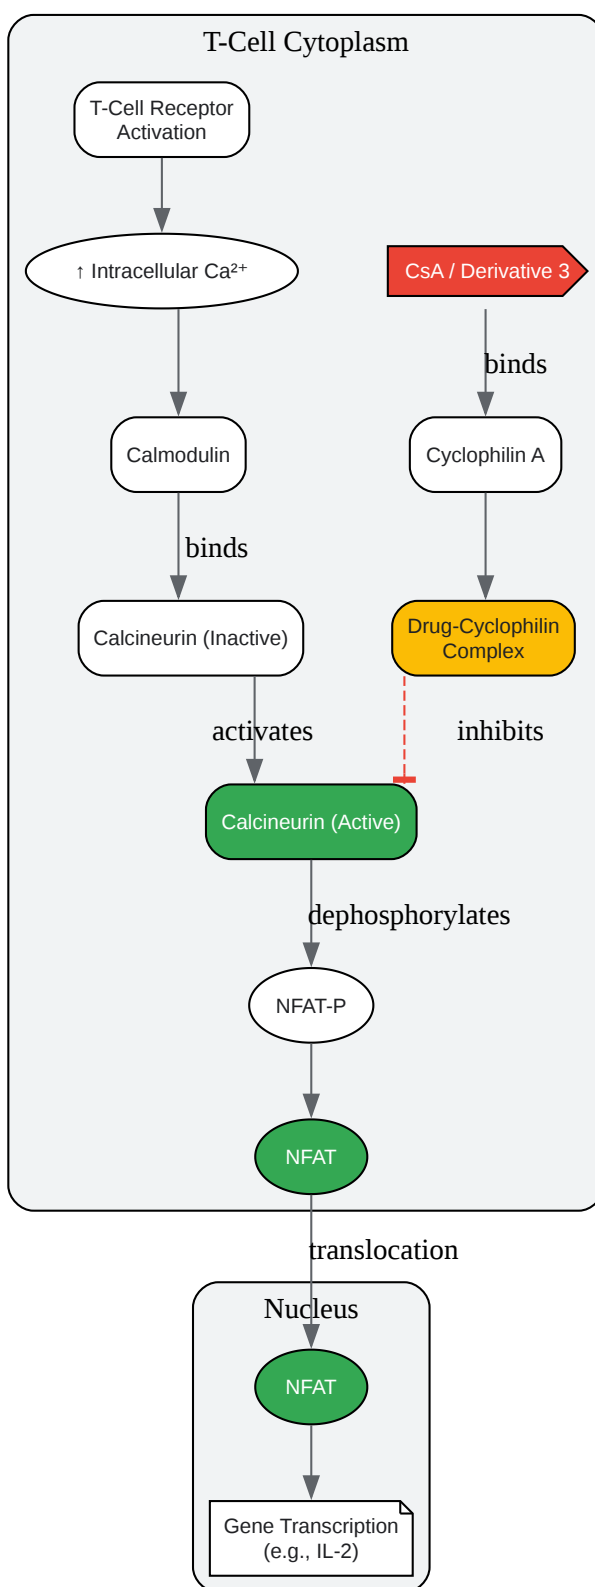 T-Cell Cytoplasm
T-Cell Receptor
Activation
↑ Intracellular Ca²⁺
CsA / Derivative 3
binds
Calmodulin
Cyclophilin A
binds
Calcineurin (Inactive)
Drug-Cyclophilin
Complex
activates
inhibits
Calcineurin (Active)
dephosphorylates
NFAT-P
NFAT
translocation
Nucleus
NFAT
Gene Transcription
(e.g., IL-2)